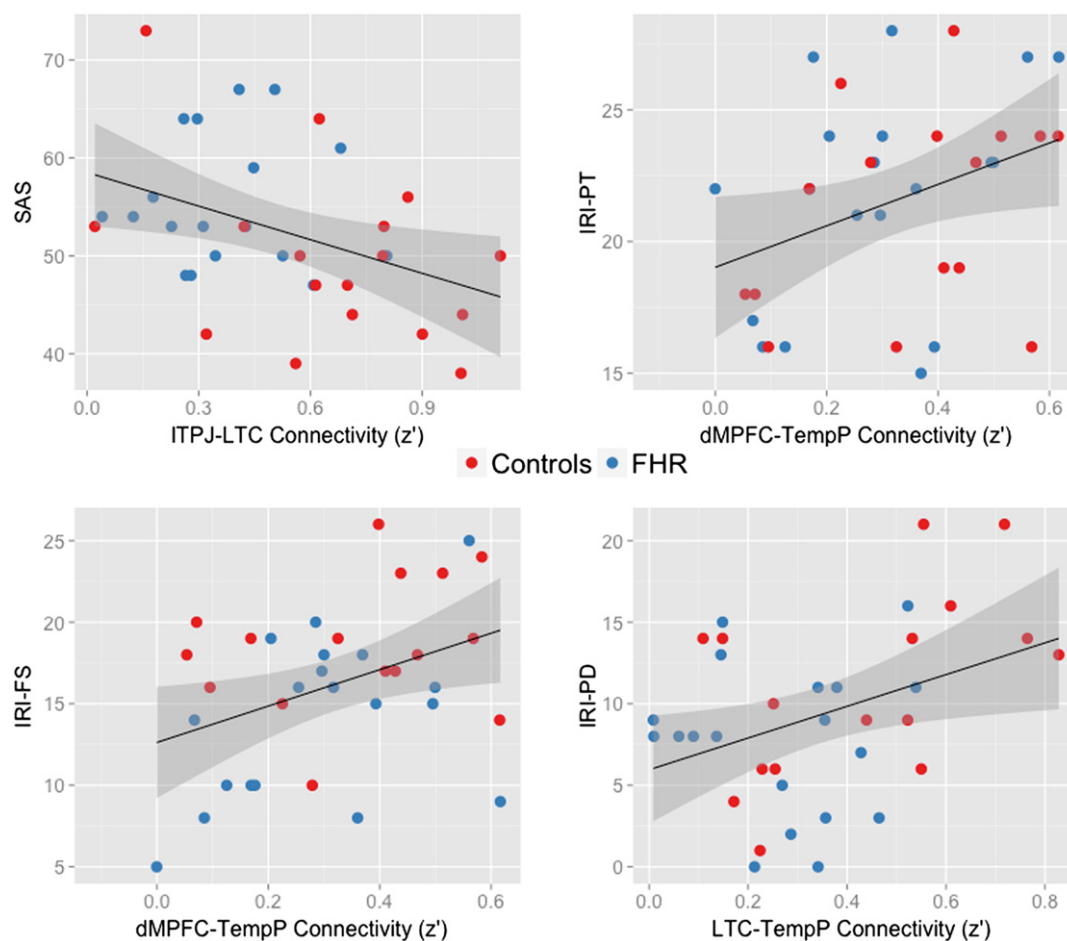 SAS
70
60
50
40
0.0 0.3 0.6 0.9
lTPJ-LTC Connectivity (z')
IRI-PT
25
20
15
0.0 0.2 0.4 0.6
dMPFC-TempP Connectivity (z')
Controls FHR
IRI-FS
25
20
15
10
5
0.0 0.2 0.4 0.6
dMPFC-TempP Connectivity (z')
IRI-PD
20
15
10
5
0
0.0 0.2 0.4 0.6 0.8
LTC-TempP Connectivity (z')